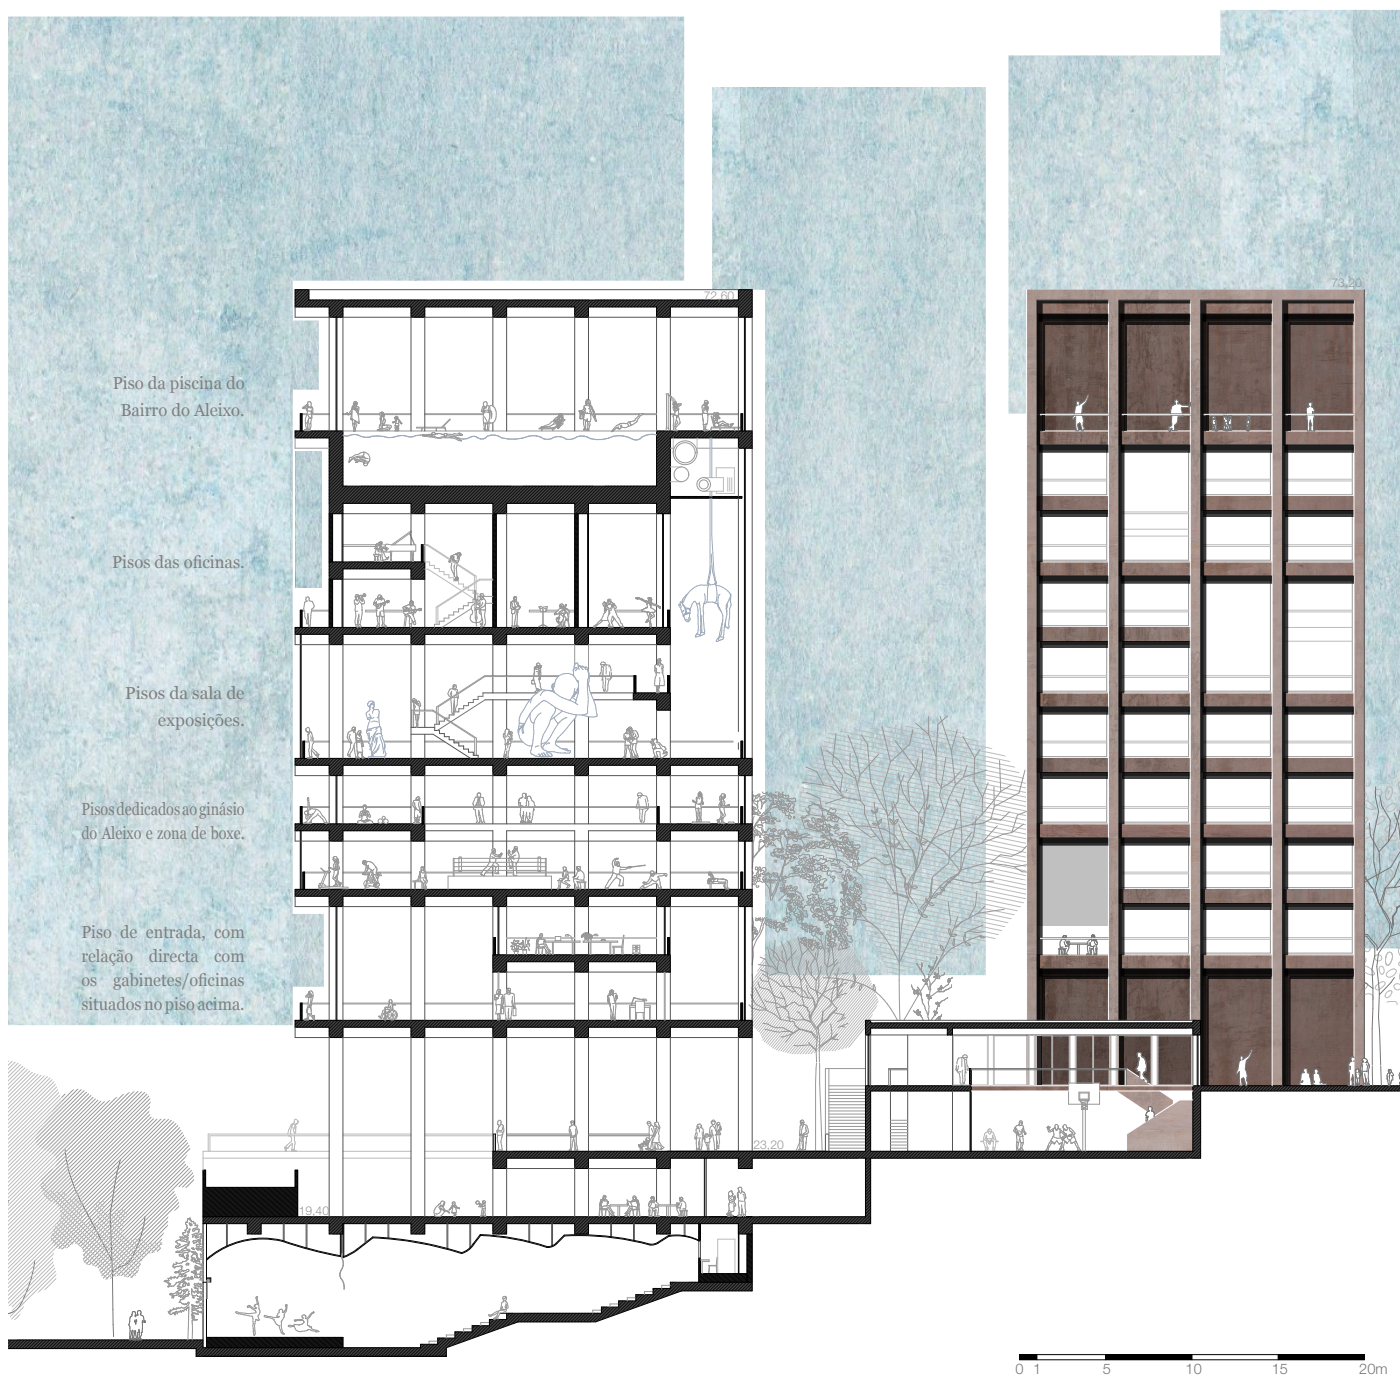 72,60
73,20
Piso da piscina do
Bairro do Aleixo.
Pisos das oficinas.
Pisos da sala de
exposições.
Pisos dedicados ao ginásio
do Aleixo e zona de boxe.
Piso de entrada, com
relação directa com
os gabinetes/oficinas
situados no piso acima.
23,20
19,40
0 1 5 10 15 20m